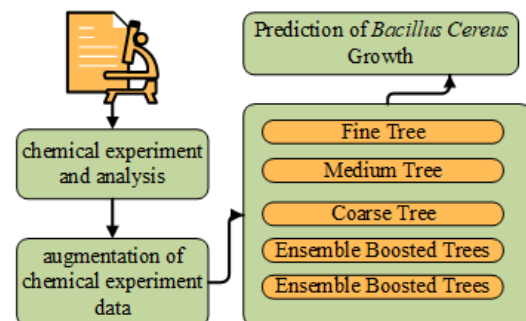 chemical experiment
and analysis
augmentation of
chemical experiment
data
Prediction of Bacillus Cereus
Growth
Fine Tree
Medium Tree
Coarse Tree
Ensemble Boosted Trees
Ensemble Boosted Trees